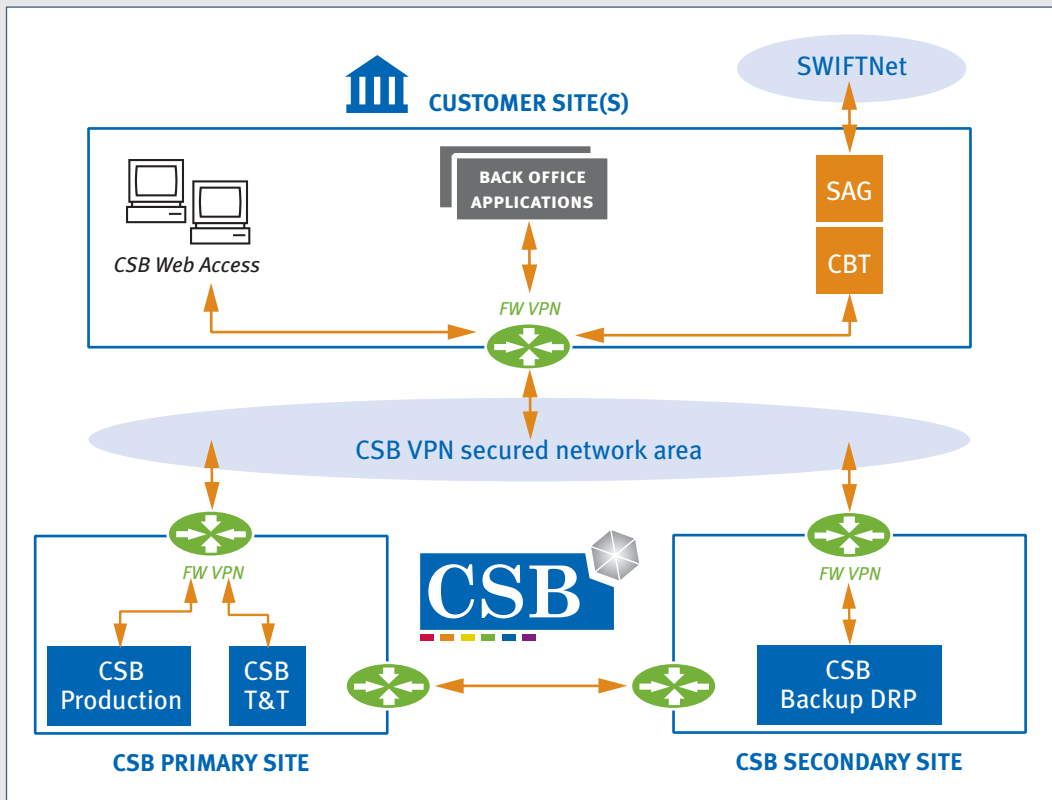 SWIFTNet
CUSTOMER SITE(S)
BACK OFFICE
APPLICATIONS
SAG
CBT
CSB Web Access
FW VPN
CSB VPN secured network area
FW VPN
FW VPN
CSB
CSB
Production
CSB
T&T
CSB
Backup DRP
CSB PRIMARY SITE
CSB SECONDARY SITE